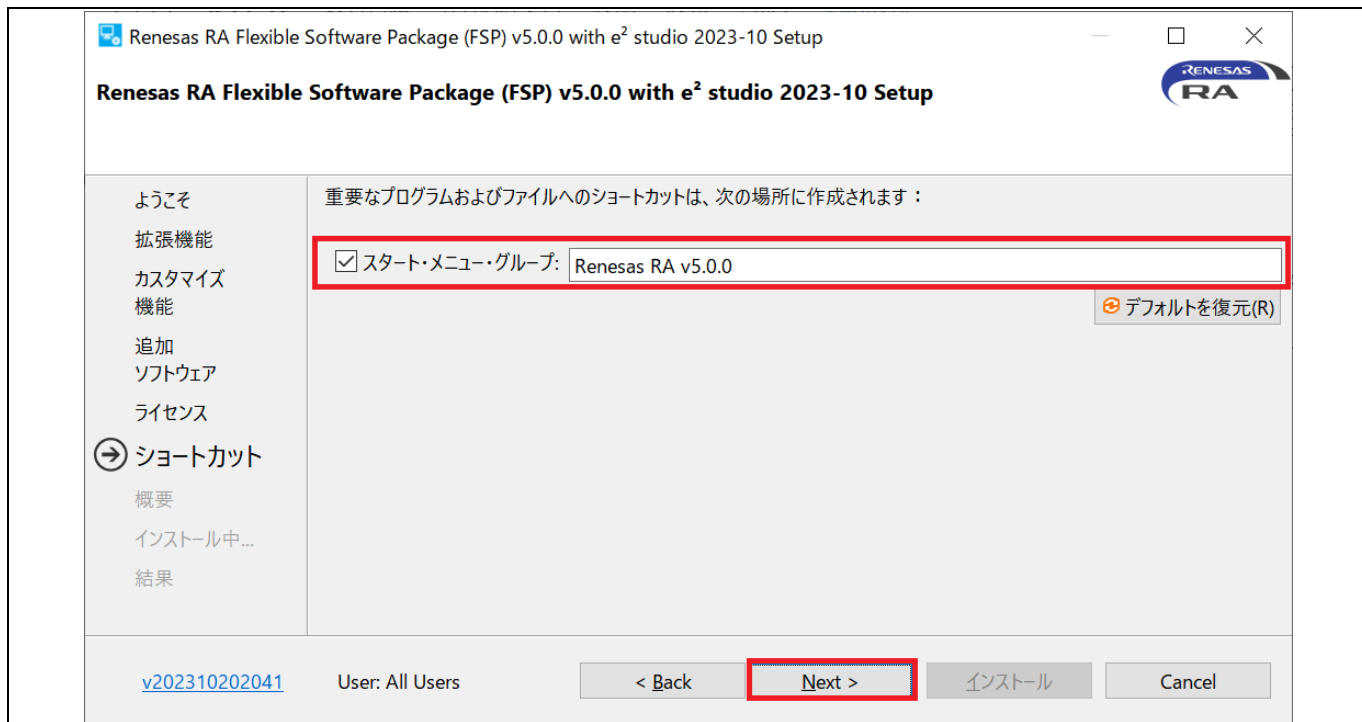 Renesas RA Flexible Software Package (FSP) v5.0.0 with e² studio 2023-10 Setup
Renesas RA Flexible Software Package (FSP) v5.0.0 with e² studio 2023-10 Setup
RENESAS
RA
ようこそ
拡張機能
カスタマイズ
機能
追加
ソフトウェア
ライセンス
ショートカット
概要
インストール中...
結果
重要なプログラムおよびファイルへのショートカットは、次の場所に作成されます：
スタート・メニュー・グループ: Renesas RA v5.0.0
デフォルトを復元(R)
v202310202041 User: All Users < Back Next > インストール Cancel